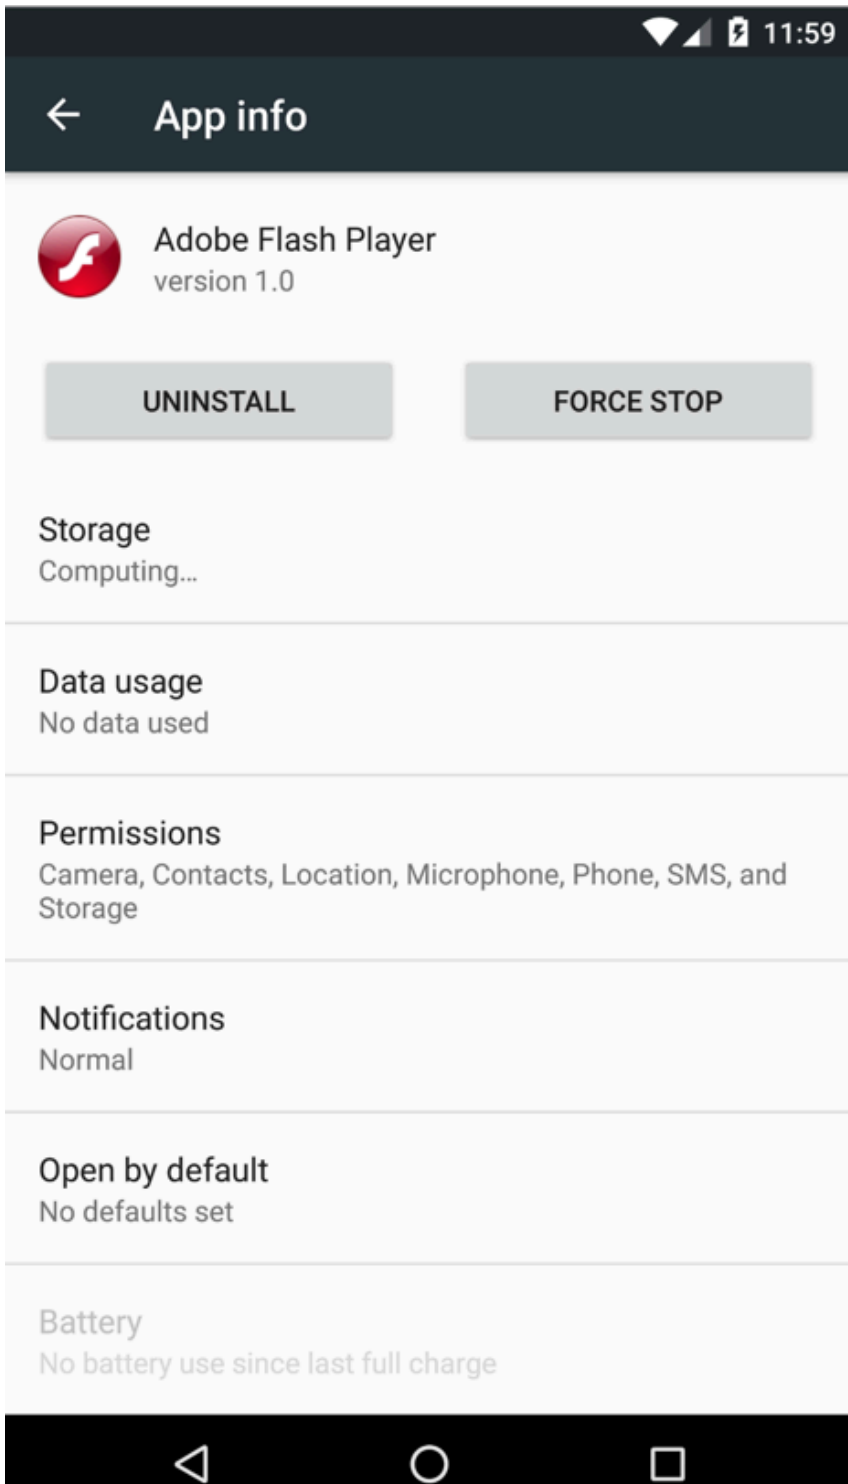 11:59
App info
Adobe Flash Player
version 1.0
UNINSTALL
FORCE STOP
Storage
Computing...
Data usage
No data used
Permissions
Camera, Contacts, Location, Microphone, Phone, SMS, and
Storage
Notifications
Normal
Open by default
No defaults set
Battery
No battery use since last full charge